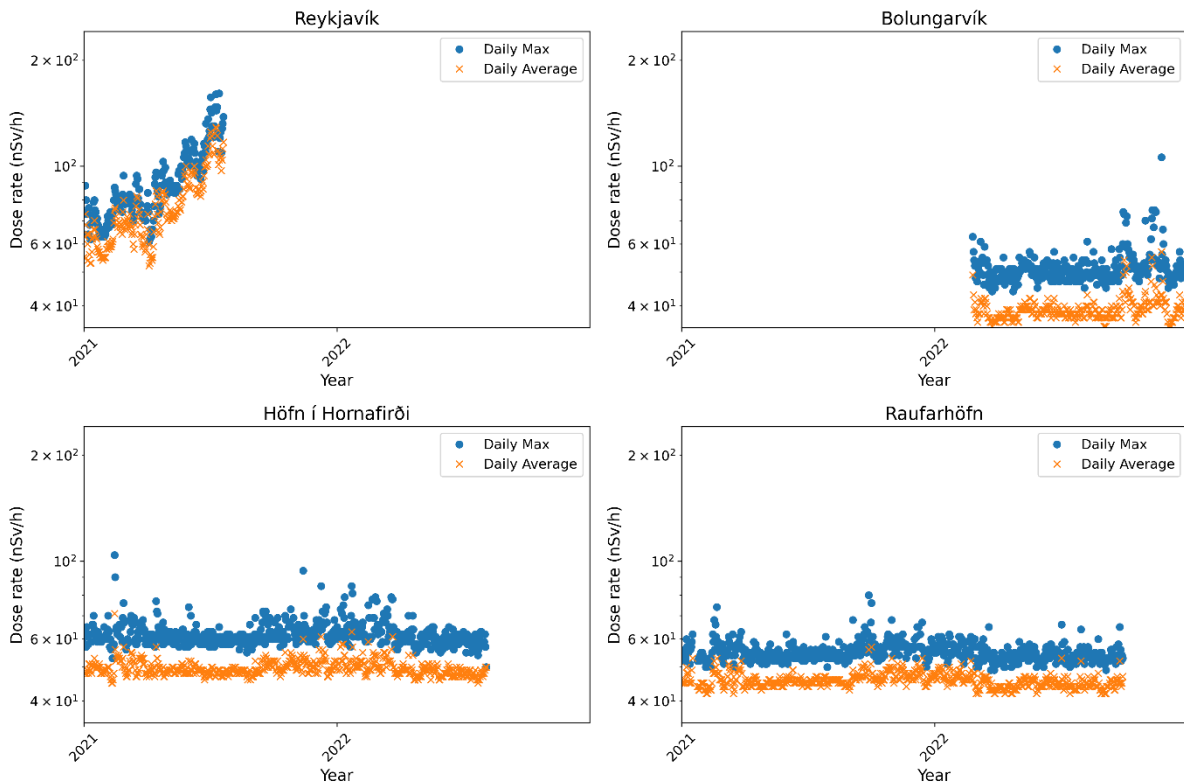 Reykjavík
Daily Max
Daily Average
2 × 10²
10²
6 × 10¹
4 × 10¹
Dose rate (nSv/h)
2021
2022
Year
Bolungarvík
Daily Max
Daily Average
2 × 10²
10²
6 × 10¹
4 × 10¹
Dose rate (nSv/h)
2021
2022
Year
Höfn í Hornafirði
Daily Max
Daily Average
2 × 10²
10²
6 × 10¹
4 × 10¹
Dose rate (nSv/h)
2021
2022
Year
Raufarhöfn
Daily Max
Daily Average
2 × 10²
10²
6 × 10¹
4 × 10¹
Dose rate (nSv/h)
2021
2022
Year